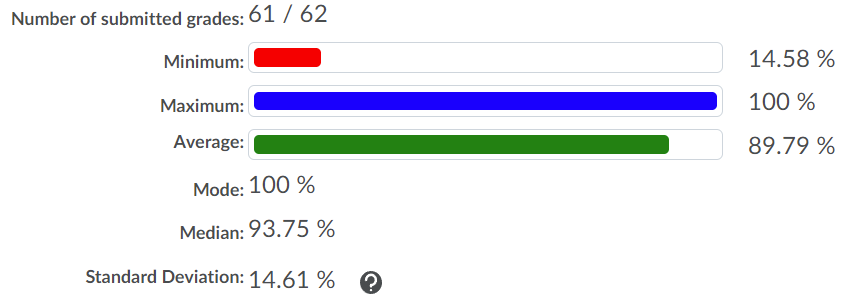 Number of submitted grades: 61 / 62
Minimum: 14.58 %
Maximum: 100 %
Average: 89.79 %
Mode: 100 %
Median: 93.75 %
Standard Deviation: 14.61 % ?